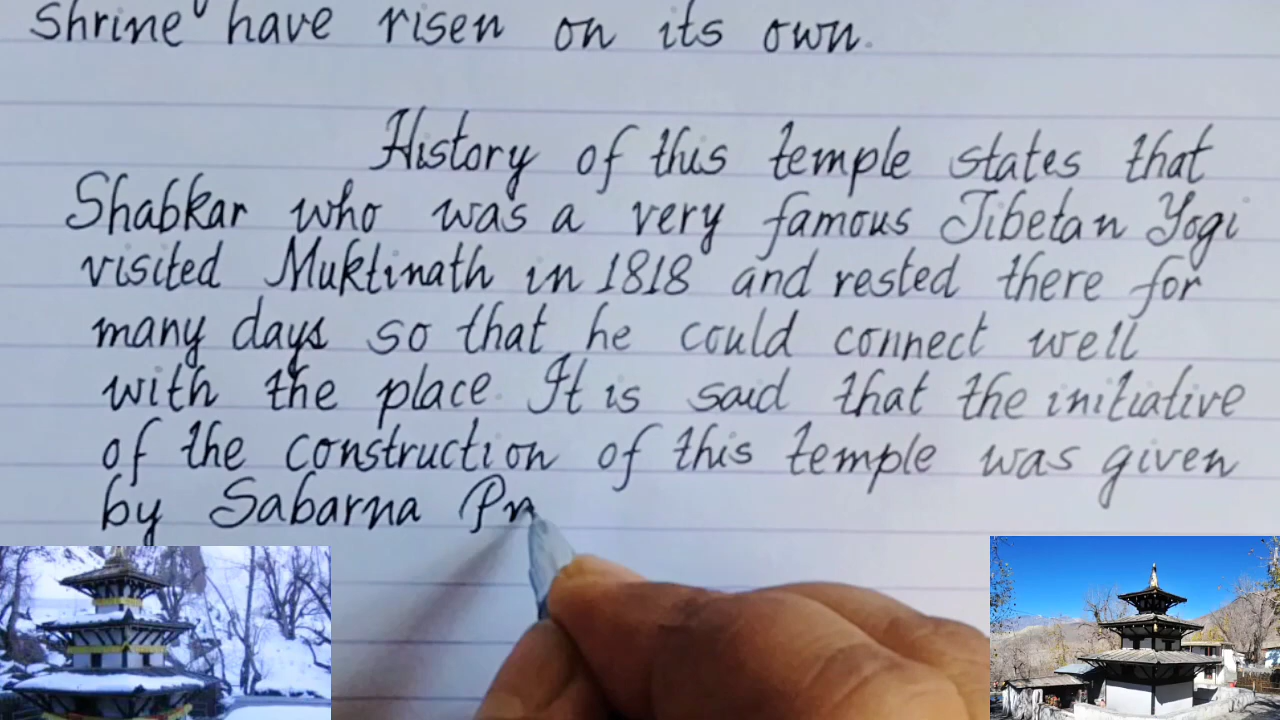 Shrine have risen on its own.
History of this temple states that
Shabkar who was a very famous Tibetan Yogi
visited Muktinath in 1818 and rested there for
many days so that he could connect well
with the place. It is said that the initiative
of the construction of this temple was given
by Sabarna Pr